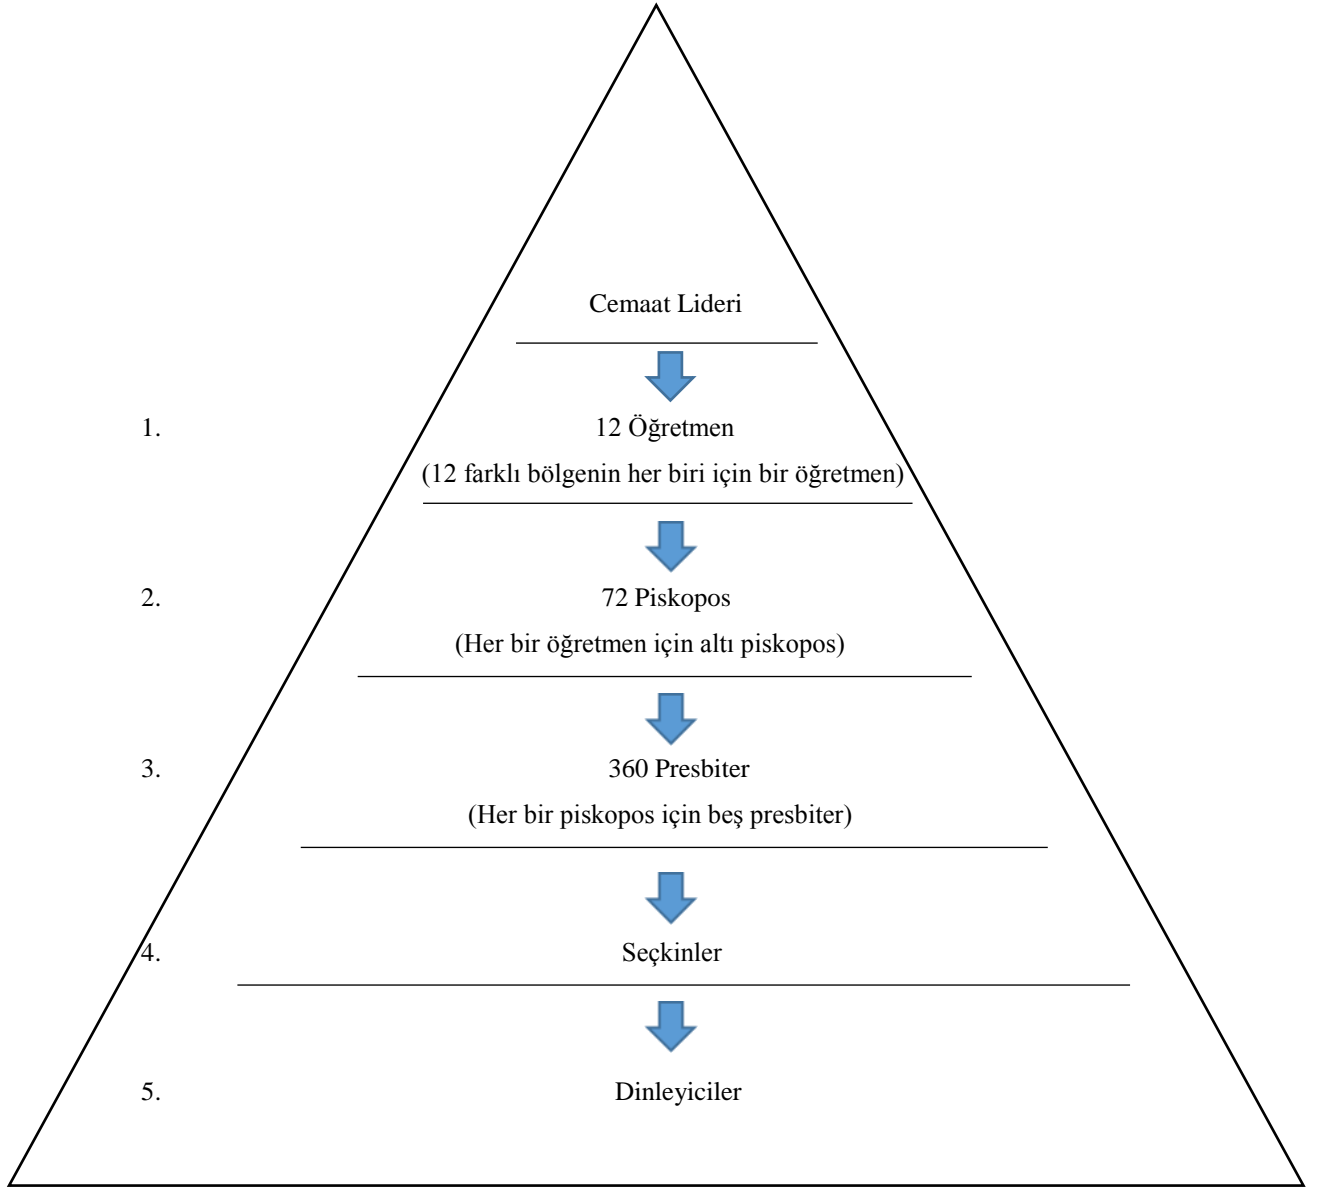 Cemaat Lideri
1. 12 Öğretmen
(12 farklı bölgenin her biri için bir öğretmen)
2. 72 Piskopos
(Her bir öğretmen için altı piskopos)
3. 360 Presbiter
(Her bir piskopos için beş presbiter)
4. Seçkinler
5. Dinleyiciler